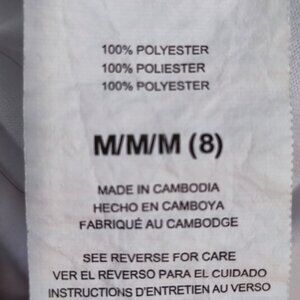 100% POLYESTER
100% POLIESTER
100% POLYESTER
M/M/M (8)
MADE IN CAMBODIA
HECHO EN CAMBOYA
FABRIQUÉ AU CAMBODGE
SEE REVERSE FOR CARE
VER EL REVERSO PARA EL CUIDADO
INSTRUCTIONS D'ENTRETIEN AU VERSO